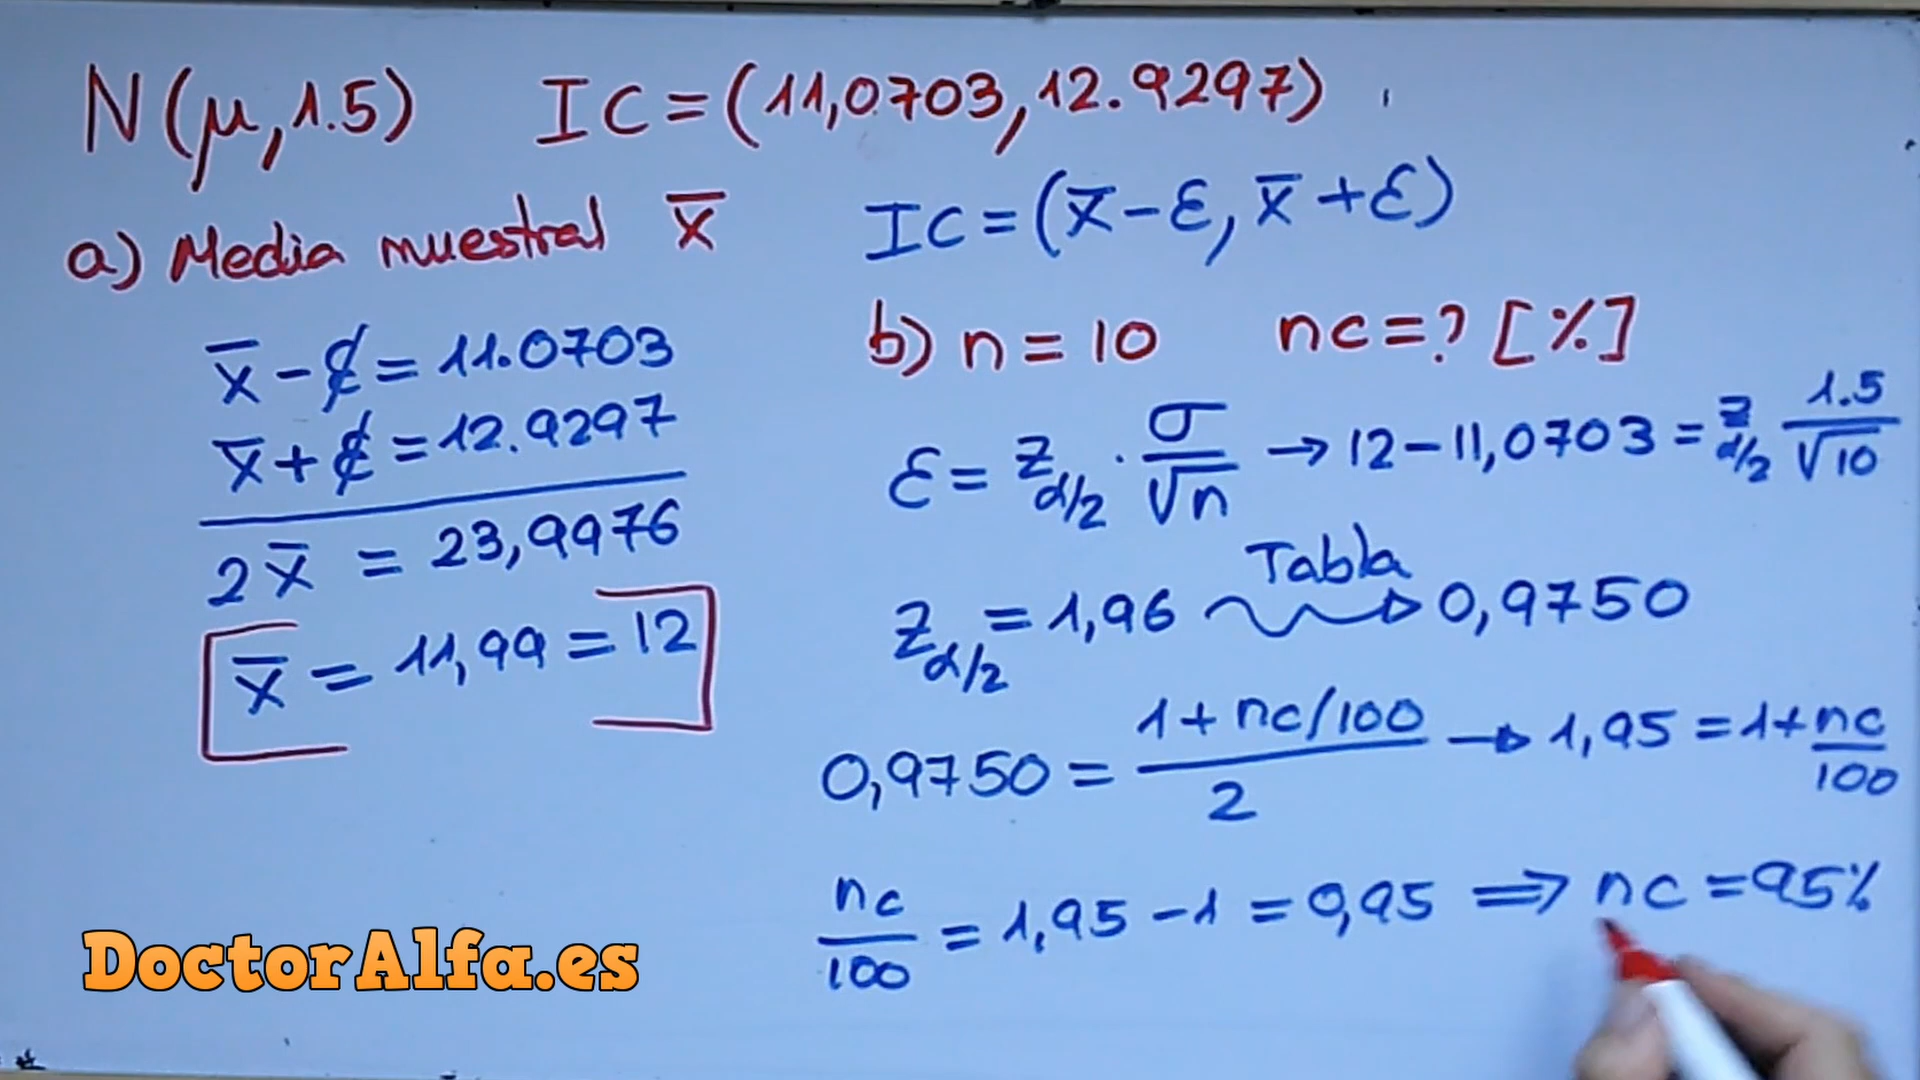 N(μ,1.5) IC=(11,0703,12.9297)
a) Media muestral x̄
x̄-ℰ=11.0703
x̄+ℰ=12.9297
2x̄ = 23,9976
x̄ = 11,99=12
IC=(x̄-ℰ, x̄+ℰ)
b) n=10 nc=? [%]
ℰ= Z_α/2 · σ/√n → 12-11,0703 = Z_α/2 1.5/√10
Tabla
Z_α/2 = 1,96 ⇝ 0,9750
0,9750 = (1+nc/100)/2 → 1,95=1+nc/100
nc/100 = 1,95-1=0,95 ⇒ nc=95%
DoctorAlfa.es